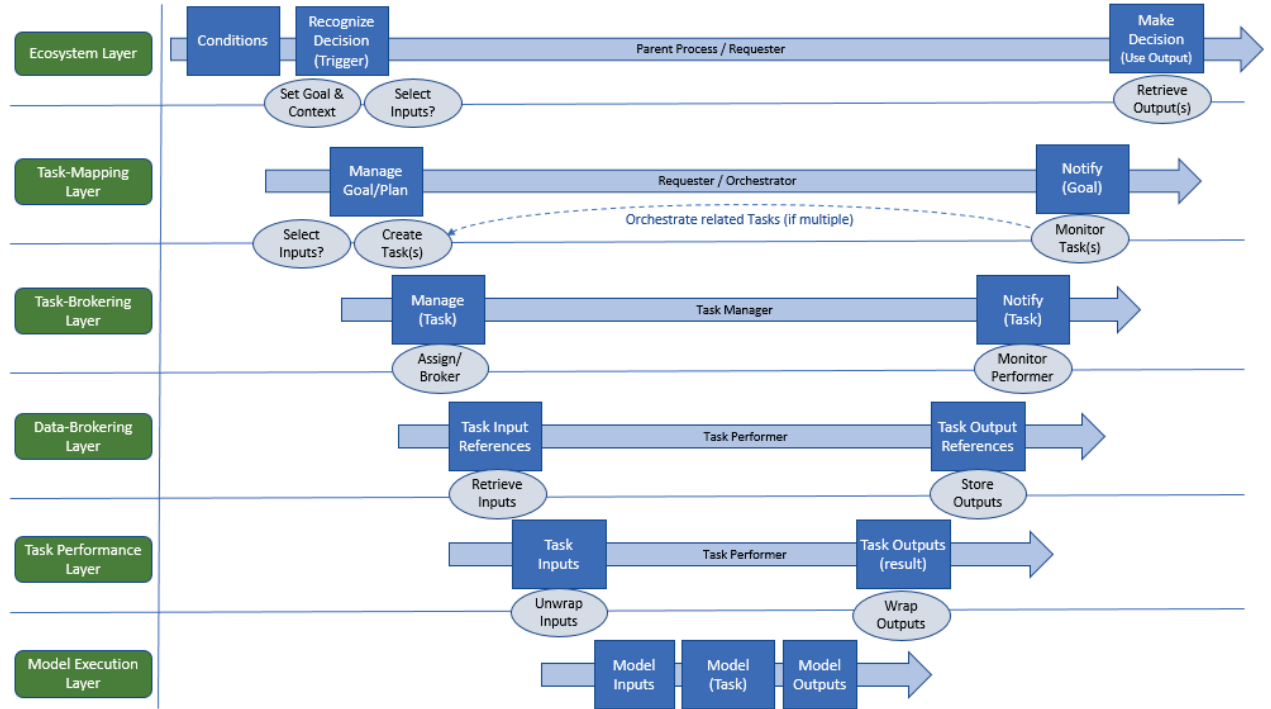 Ecosystem Layer
Conditions
Recognize
Decision
(Trigger)
Parent Process / Requester
Make
Decision
(Use Output)
Set Goal &
Context
Select
Inputs?
Retrieve
Output(s)
Task-Mapping
Layer
Manage
Goal/Plan
Requester / Orchestrator
Notify
(Goal)
Orchestrate related Tasks (if multiple)
Select
Inputs?
Create
Task(s)
Monitor
Task(s)
Task-Brokering
Layer
Manage
(Task)
Task Manager
Notify
(Task)
Assign/
Broker
Monitor
Performer
Data-Brokering
Layer
Task Input
References
Task Performer
Task Output
References
Retrieve
Inputs
Store
Outputs
Task Performance
Layer
Task
Inputs
Task Performer
Task Outputs
(result)
Unwrap
Inputs
Wrap
Outputs
Model Execution
Layer
Model
Inputs
Model
(Task)
Model
Outputs